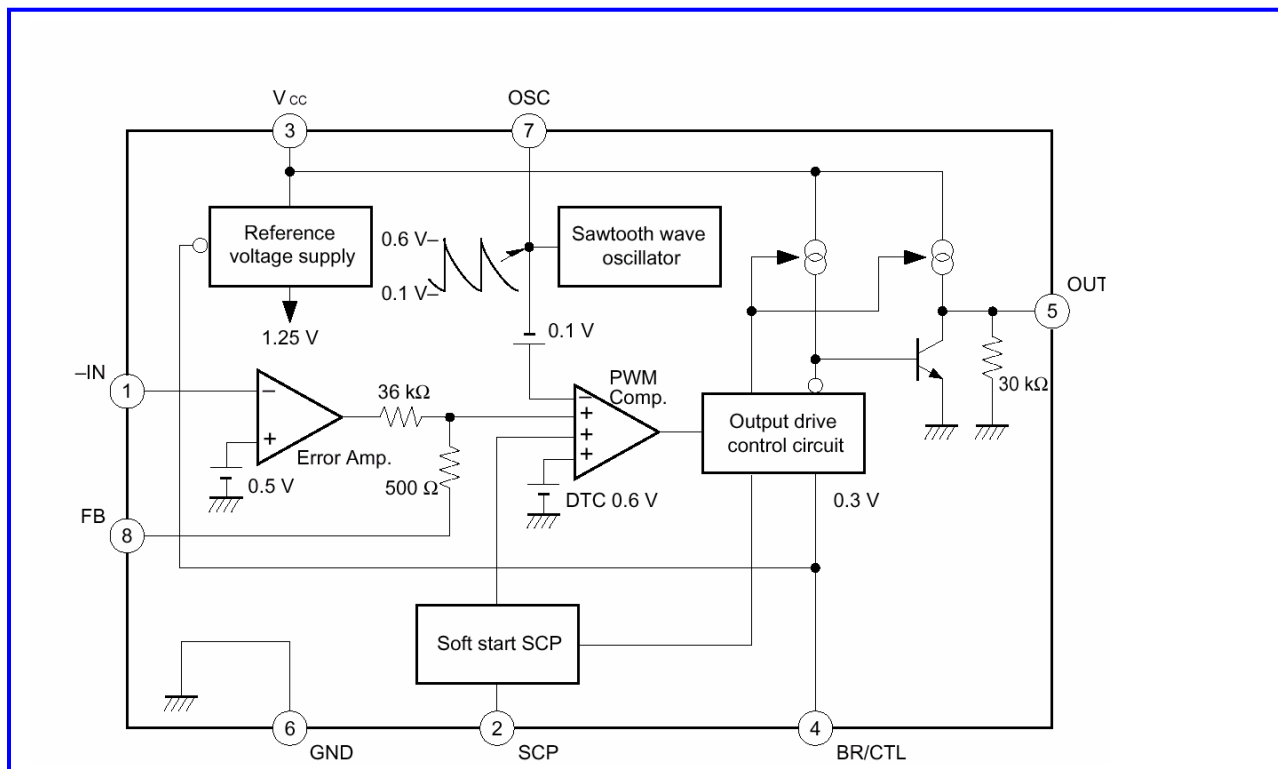 VCC
OSC
3
7
Reference
voltage supply
0.6 V–
0.1 V–
Sawtooth wave
oscillator
OUT
5
1.25 V
0.1 V
–IN
1
–
+
36 kΩ
PWM
Comp.
–
+
+
+
30 kΩ
Output drive
control circuit
Error Amp.
0.5 V
500 Ω
DTC 0.6 V
0.3 V
FB
8
Soft start SCP
6
2
4
GND
SCP
BR/CTL